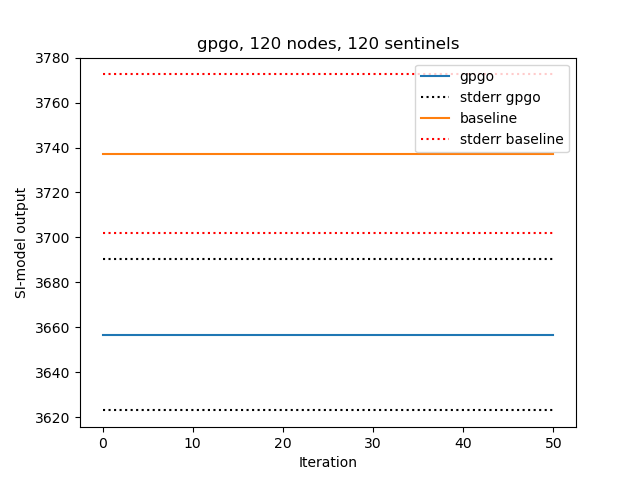 gpgo, 120 nodes, 120 sentinels
3780
3760
3740
3720
3700
3680
3660
3640
3620
SI-model output
gpgo
stderr gpgo
baseline
stderr baseline
0
10
20
30
40
50
Iteration